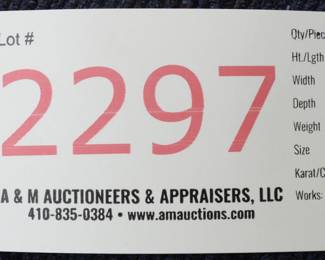 Lot #
2297
A & M AUCTIONEERS & APPRAISERS, LLC
410-835-0384 • www.amauctions.com
Qty/Piec
Ht./Lgth
Width
Depth
Weight
Size
Karat/C
Works: